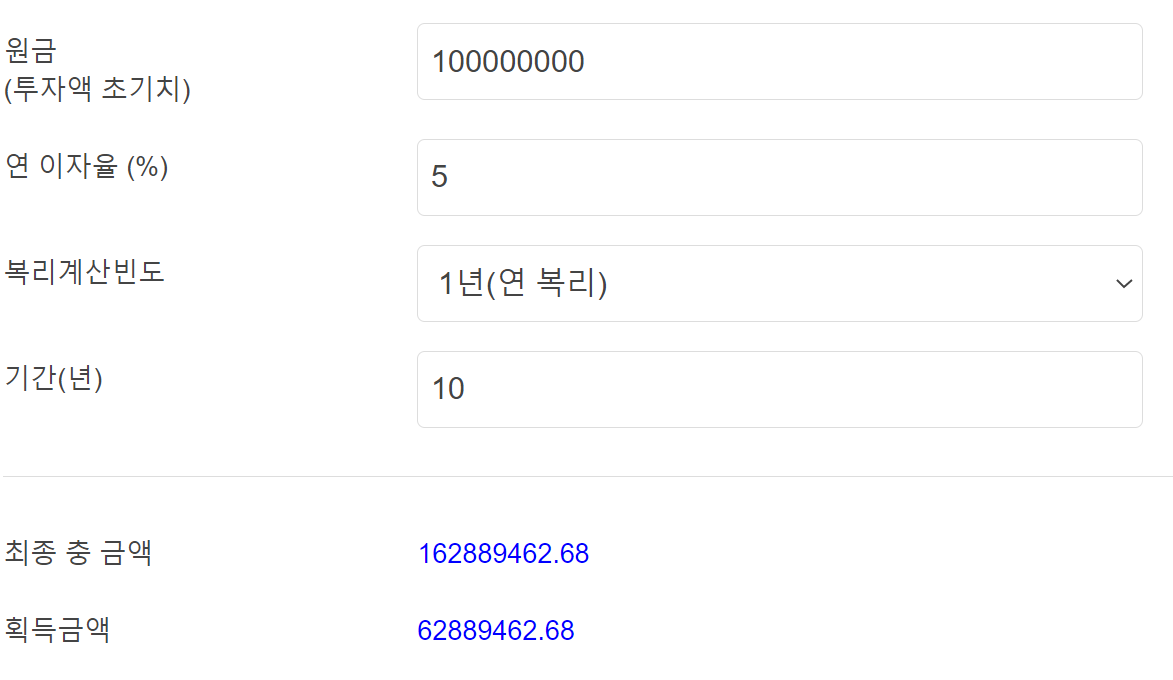 원금
(투자액 초기치)
100000000
연 이자율 (%)
5
복리계산빈도
1년(연 복리)
기간(년)
10
최종 충 금액
162889462.68
획득금액
62889462.68